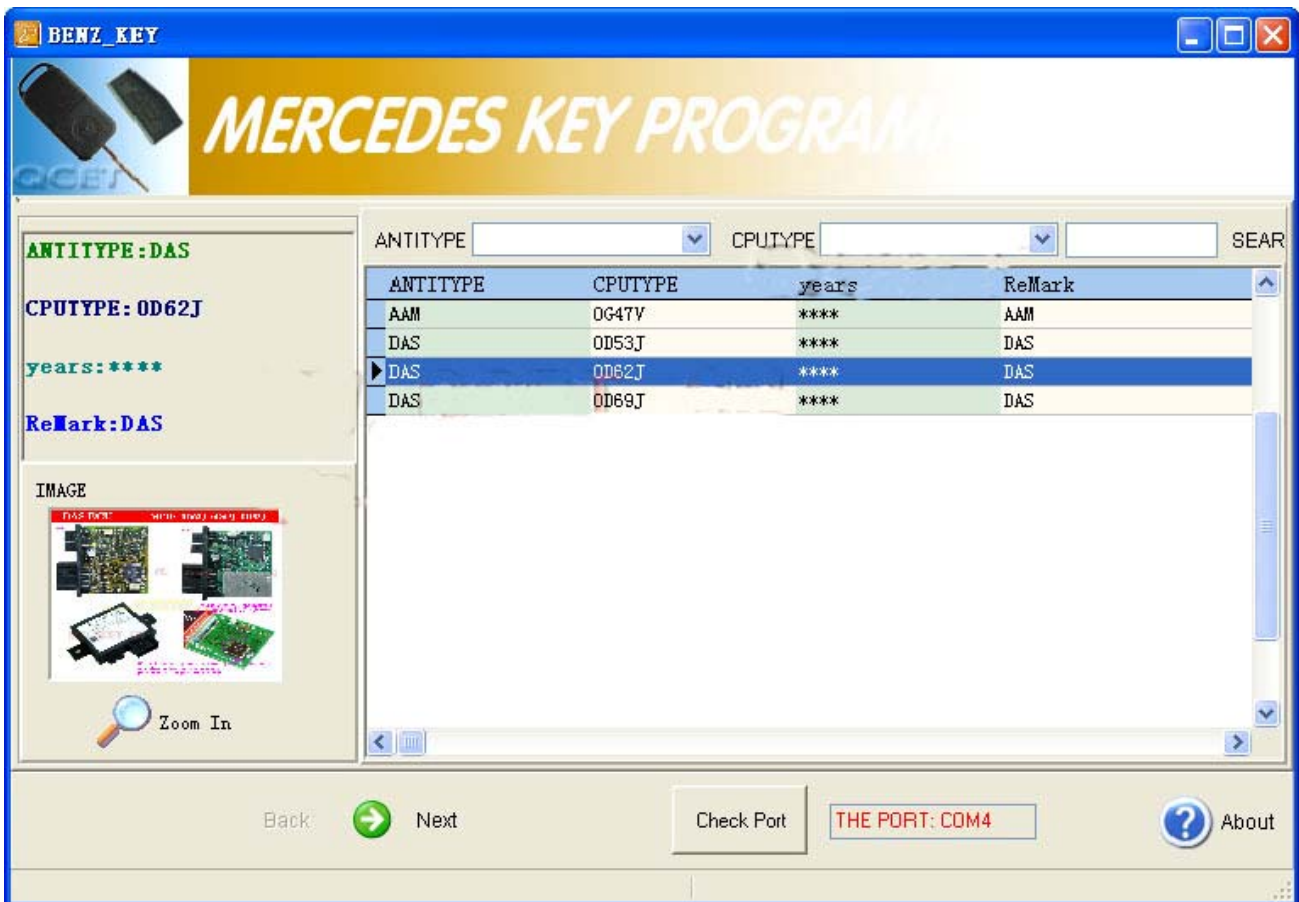 BENZ_KEY
MERCEDES KEY PROGRAMM
QCET
ANTITYPE:DAS
CPUTYPE:0D62J
years:****
ReMark:DAS
IMAGE
Zoom In
ANTITYPE CPUTYPE SEAR
ANTITYPE CPUTYPE years ReMark
AAM 0G47V **** AAM
DAS 0D53J **** DAS
DAS 0D62J **** DAS
DAS 0D69J **** DAS
Back Next Check Port THE PORT: COM4 About